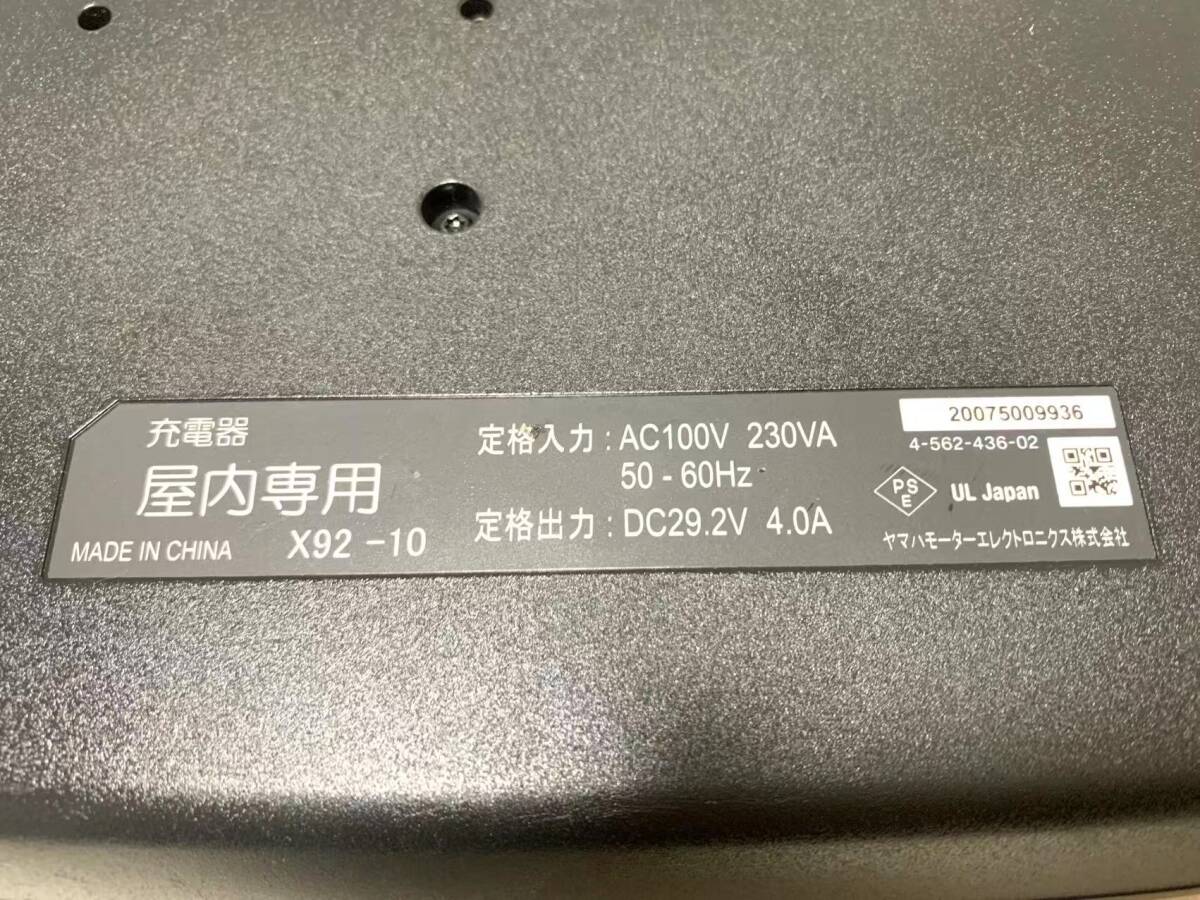 充電器
屋内専用
MADE IN CHINA X92 -10
定格入力 : AC100V 230VA
50 - 60Hz
定格出力 : DC29.2V 4.0A
20075009936
4-562-436-02
PSE UL Japan
ヤマハモーターエレクトロニクス株式会社